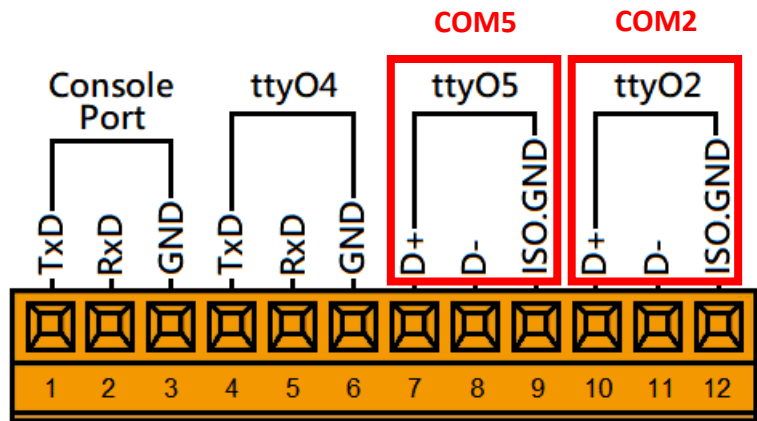 COM5 COM2
Console Port ttyO4 ttyO5 ttyO2
TxD RxD GND TxD RxD GND D+ D- ISO.GND D+ D- ISO.GND
1 2 3 4 5 6 7 8 9 10 11 12